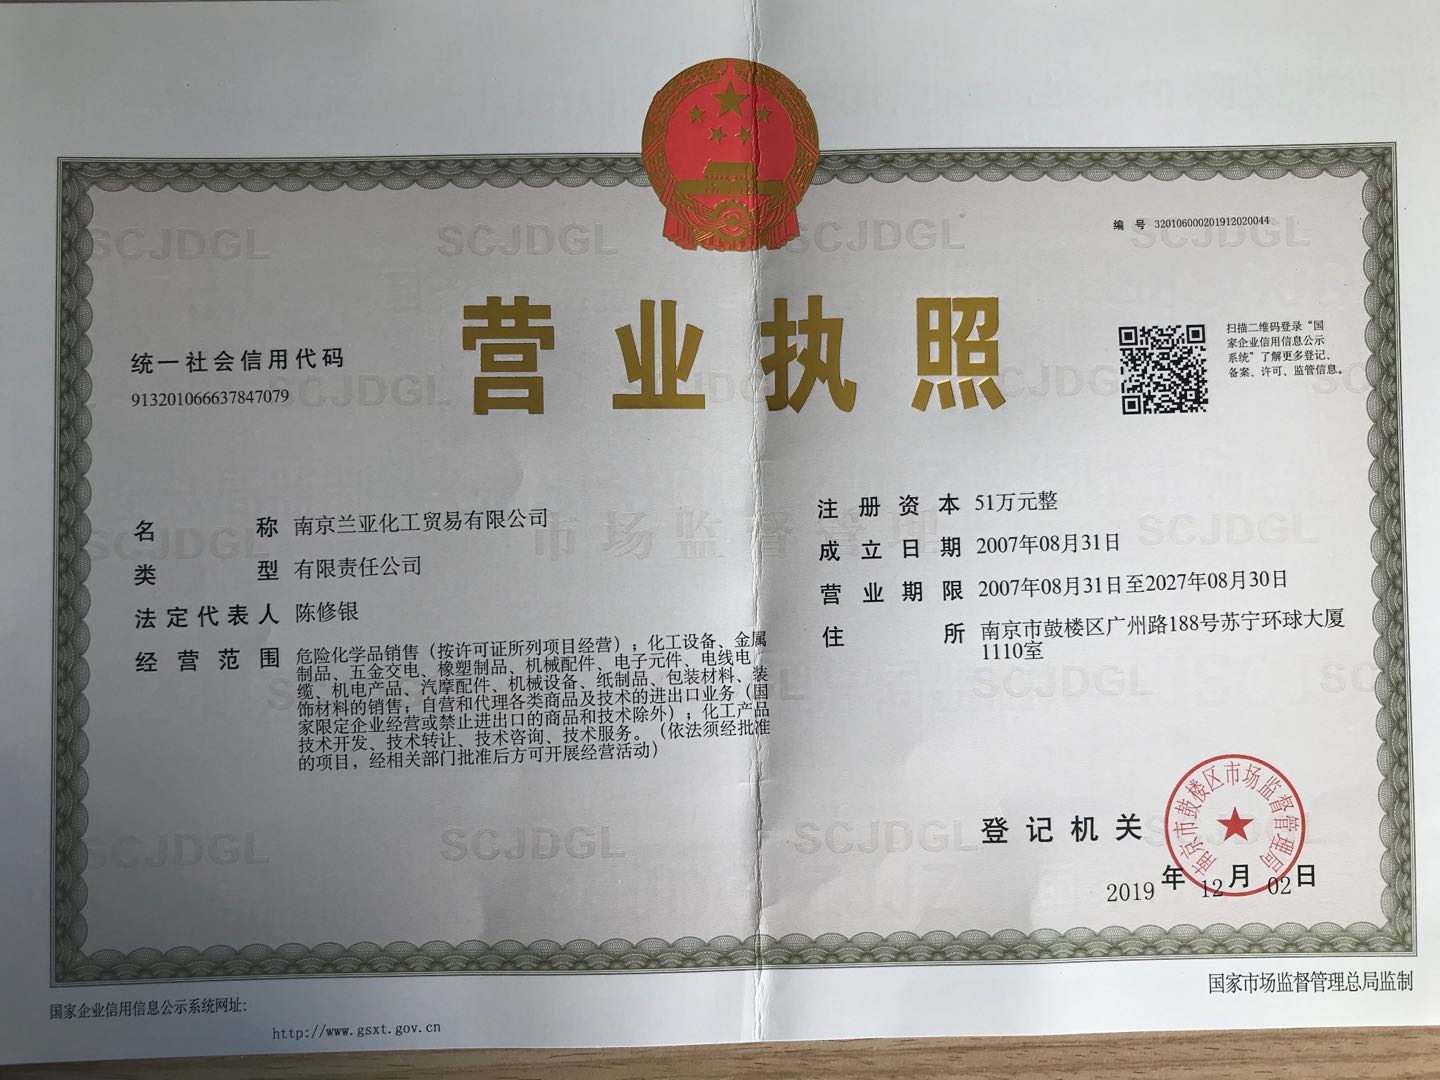 编 号 320106000201912020044
营业执照
扫描二维码登录“国
家企业信用信息公示
系统”了解更多登记、
备案、许可、监管信息。
统一社会信用代码
913201066637847079
名 称 南京兰亚化工贸易有限公司
类 型 有限责任公司
法定代表人 陈修银
经营范围 危险化学品销售（按许可证所列项目经营）；化工设备、金属
制品、五金交电、橡塑制品、机械配件、电子元件、电线电
缆、机电产品、汽摩配件、机械设备、纸制品、包装材料、装
饰材料的销售；自营和代理各类商品及技术的进出口业务（国
家限定企业经营或禁止进出口的商品和技术除外）；化工产品
技术开发、技术转让、技术咨询、技术服务。（依法须经批准
的项目，经相关部门批准后方可开展经营活动）
注册资本 51万元整
成立日期 2007年08月31日
营业期限 2007年08月31日至2027年08月30日
住 所 南京市鼓楼区广州路188号苏宁环球大厦
1110室
登记机关
南京市鼓楼区市场监督管理局
2019 年 12 月 02 日
国家企业信用信息公示系统网址：
http://www.gsxt.gov.cn
国家市场监督管理总局监制
SCJDGL
市场监督管理